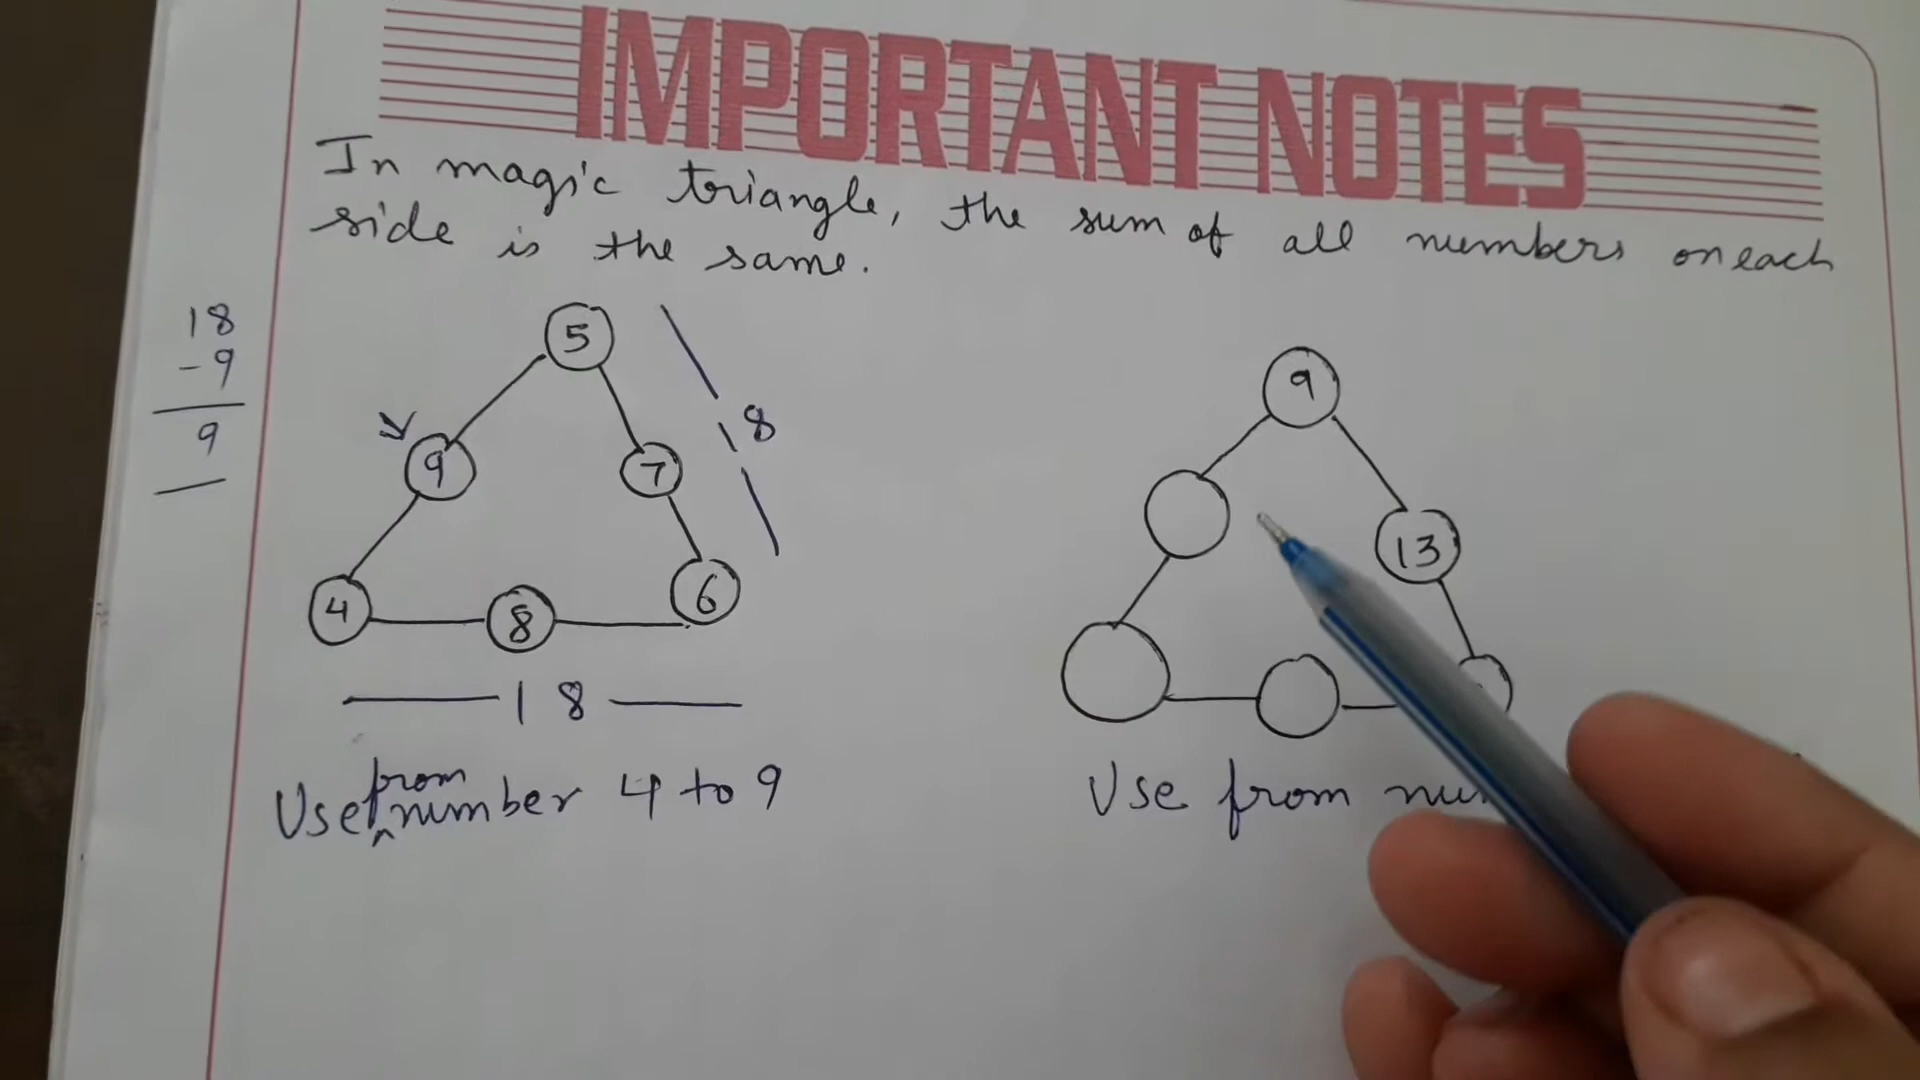 IMPORTANT NOTES
In magic triangle, the sum of all numbers on each
side is the same.
18
- 9
9
5
9
7
18
4
8
6
18
Use from number 4 to 9
9
13
Use from